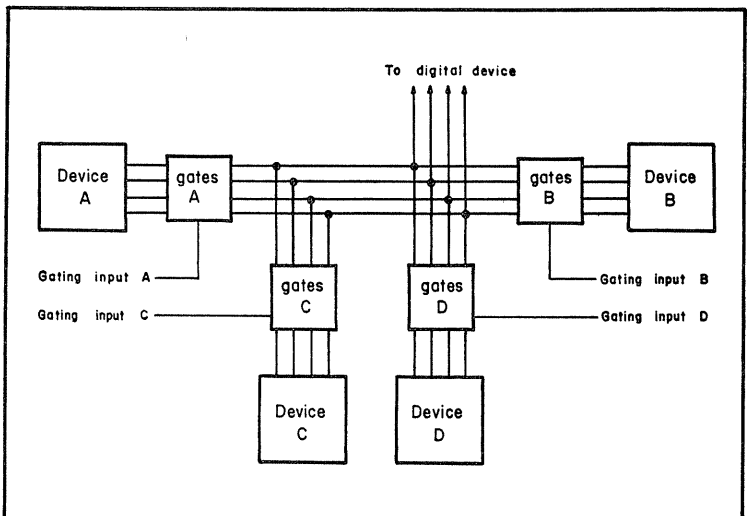 To digital device
Device
A
gates
A
gates
B
Device
B
Gating input A
gates
C
gates
D
Gating input B
Gating input C
Gating input D
Device
C
Device
D